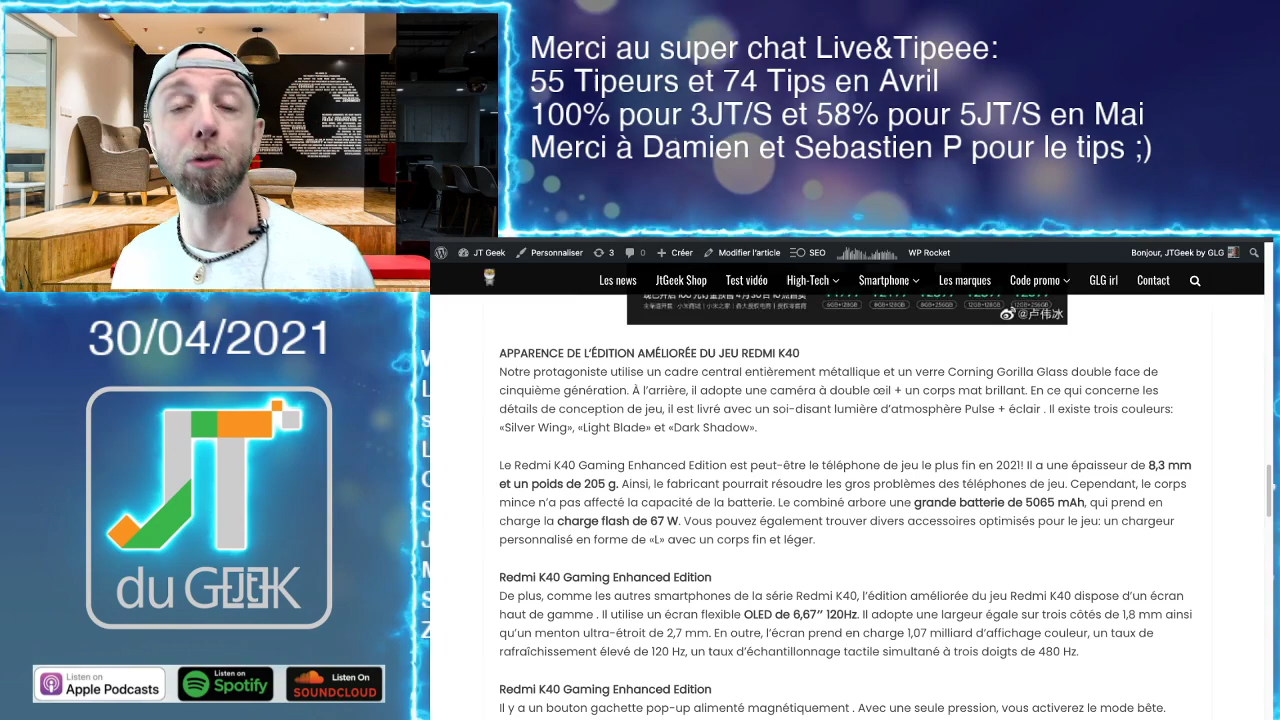 Merci au super chat Live&Tipeee:
55 Tipeurs et 74 Tips en Avril
100% pour 3JT/S et 58% pour 5JT/S en Mai
Merci à Damien et Sebastien P pour le tips ;)
JT Geek Personnaliser 3 0 Créer Modifier l'article SEO WP Rocket Bonjour, JTGeek by GLG
Les news JtGeek Shop Test vidéo High-Tech Smartphone Les marques Code promo GLG irl Contact
@卢伟冰
APPARENCE DE L'ÉDITION AMÉLIORÉE DU JEU REDMI K40
Notre protagoniste utilise un cadre central entièrement métallique et un verre Corning Gorilla Glass double face de
cinquième génération. À l'arrière, il adopte une caméra à double œil + un corps mat brillant. En ce qui concerne les
détails de conception de jeu, il est livré avec un soi-disant lumière d'atmosphère Pulse + éclair . Il existe trois couleurs:
«Silver Wing», «Light Blade» et «Dark Shadow».
Le Redmi K40 Gaming Enhanced Edition est peut-être le téléphone de jeu le plus fin en 2021! Il a une épaisseur de 8,3 mm
et un poids de 205 g. Ainsi, le fabricant pourrait résoudre les gros problèmes des téléphones de jeu. Cependant, le corps
mince n'a pas affecté la capacité de la batterie. Le combiné arbore une grande batterie de 5065 mAh, qui prend en
charge la charge flash de 67 W. Vous pouvez également trouver divers accessoires optimisés pour le jeu: un chargeur
personnalisé en forme de «L» avec un corps fin et léger.
Redmi K40 Gaming Enhanced Edition
De plus, comme les autres smartphones de la série Redmi K40, l'édition améliorée du jeu Redmi K40 dispose d'un écran
haut de gamme . Il utilise un écran flexible OLED de 6,67″ 120Hz. Il adopte une largeur égale sur trois côtés de 1,8 mm ainsi
qu'un menton ultra-étroit de 2,7 mm. En outre, l'écran prend en charge 1,07 milliard d'affichage couleur, un taux de
rafraîchissement élevé de 120 Hz, un taux d'échantillonnage tactile simultané à trois doigts de 480 Hz.
Redmi K40 Gaming Enhanced Edition
Il y a un bouton gachette pop-up alimenté magnétiquement . Avec une seule pression, vous activerez le mode bête.
30/04/2021
JT
du GEEK
Listen on
Apple Podcasts
Listen on
Spotify
Listen On
SOUNDCLOUD